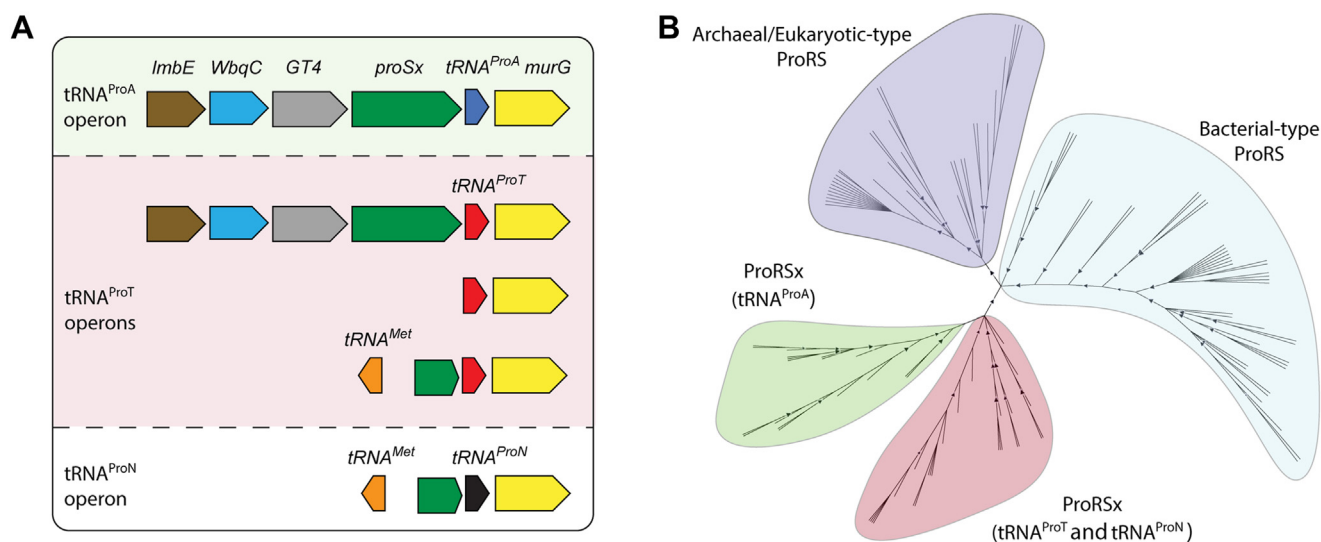 A
ImbE WbqC GT4 proSx tRNA^ProA murG
tRNA^ProA
operon
tRNA^ProT
tRNA^ProT
operons
tRNA^Met
tRNA^Met tRNA^ProN
tRNA^ProN
operon
B
Archaeal/Eukaryotic-type
ProRS
Bacterial-type
ProRS
ProRSx
(tRNA^ProA)
ProRSx
(tRNA^ProT and tRNA^ProN)